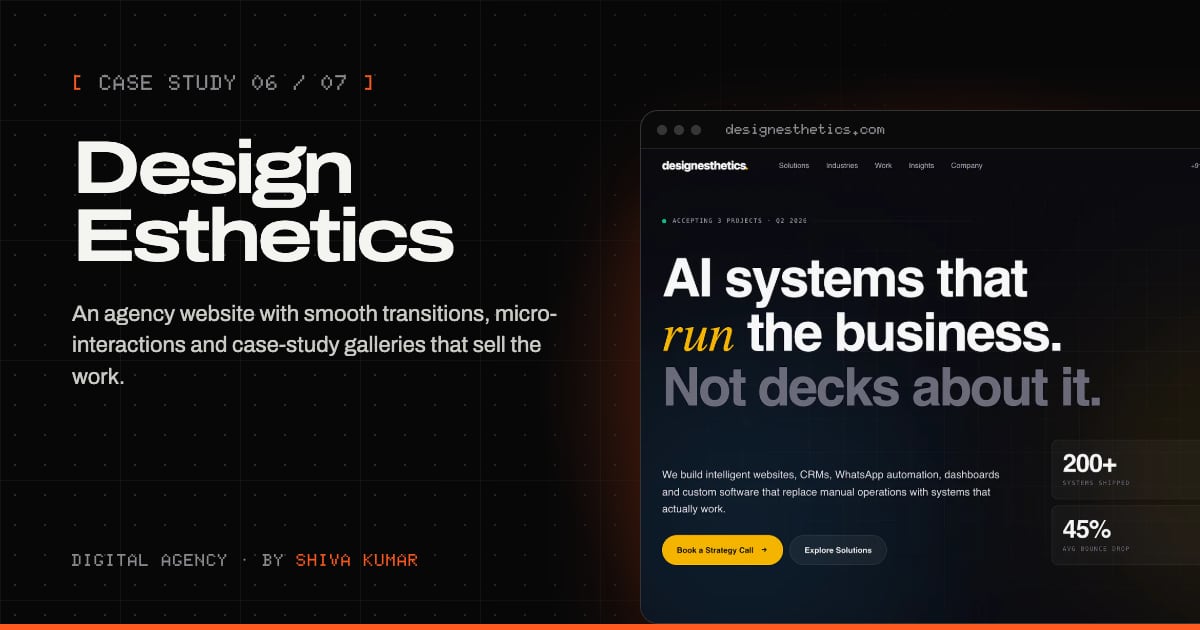 [ CASE STUDY 06 / 07 ]
Design
Esthetics
An agency website with smooth transitions, micro-
interactions and case-study galleries that sell the
work.
DIGITAL AGENCY · BY SHIVA KUMAR
designesthetics.com
designesthetics.
Solutions Industries Work Insights Company
ACCEPTING 3 PROJECTS · Q2 2026
AI systems that
run the business.
Not decks about it.
We build intelligent websites, CRMs, WhatsApp automation, dashboards
and custom software that replace manual operations with systems that
actually work.
Book a Strategy Call → Explore Solutions
200+
SYSTEMS SHIPPED
45%
AVG BOUNCE DROP